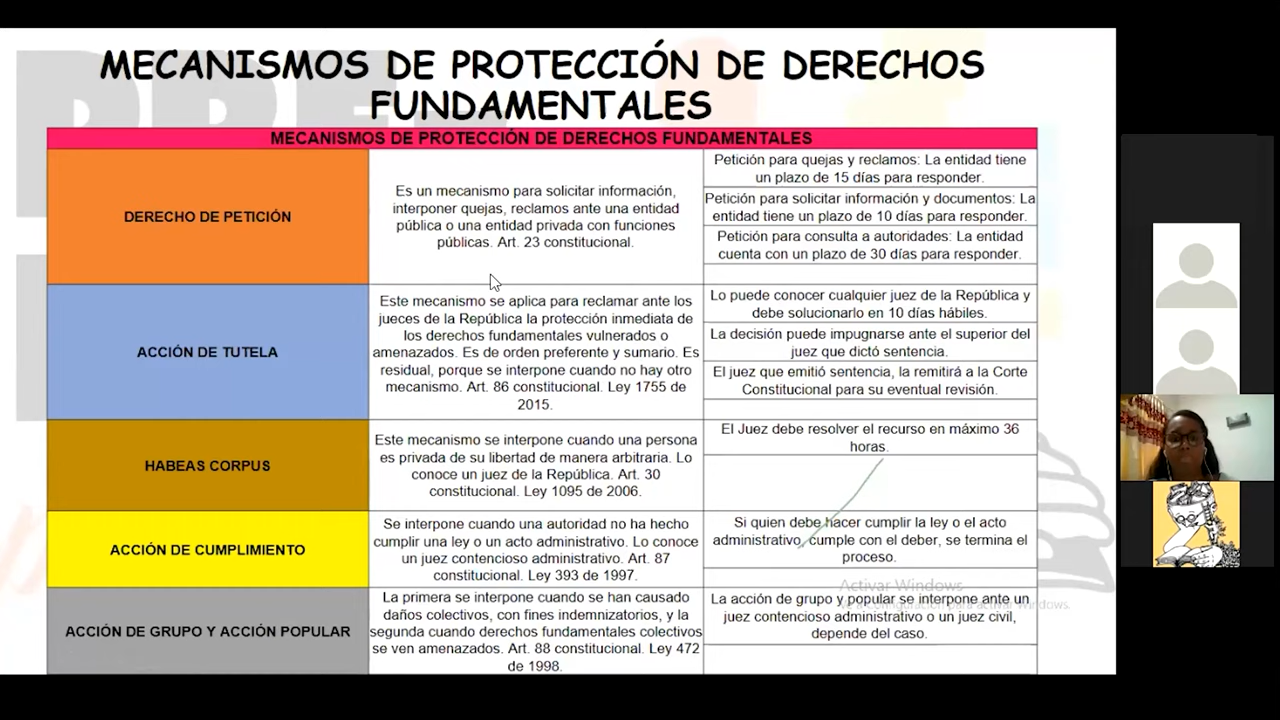 MECANISMOS DE PROTECCIÓN DE DERECHOS
FUNDAMENTALES
MECANISMOS DE PROTECCIÓN DE DERECHOS FUNDAMENTALES
DERECHO DE PETICIÓN
Es un mecanismo para solicitar información,
interponer quejas, reclamos ante una entidad
pública o una entidad privada con funciones
públicas. Art. 23 constitucional.
Petición para quejas y reclamos: La entidad tiene
un plazo de 15 días para responder.
Petición para solicitar información y documentos: La
entidad tiene un plazo de 10 días para responder.
Petición para consulta a autoridades: La entidad
cuenta con un plazo de 30 días para responder.
ACCIÓN DE TUTELA
Este mecanismo se aplica para reclamar ante los
jueces de la República la protección inmediata de
los derechos fundamentales vulnerados o
amenazados. Es de orden preferente y sumario. Es
residual, porque se interpone cuando no hay otro
mecanismo. Art. 86 constitucional. Ley 1755 de
2015.
Lo puede conocer cualquier juez de la República y
debe solucionarlo en 10 días hábiles.
La decisión puede impugnarse ante el superior del
juez que dictó sentencia.
El juez que emitió sentencia, la remitirá a la Corte
Constitucional para su eventual revisión.
HABEAS CORPUS
Este mecanismo se interpone cuando una persona
es privada de su libertad de manera arbitraria. Lo
conoce un juez de la República. Art. 30
constitucional. Ley 1095 de 2006.
El Juez debe resolver el recurso en máximo 36
horas.
ACCIÓN DE CUMPLIMIENTO
Se interpone cuando una autoridad no ha hecho
cumplir una ley o un acto administrativo. Lo conoce
un juez contencioso administrativo. Art. 87
constitucional. Ley 393 de 1997.
Si quien debe hacer cumplir la ley o el acto
administrativo, cumple con el deber, se termina el
proceso.
ACCIÓN DE GRUPO Y ACCIÓN POPULAR
La primera se interpone cuando se han causado
daños colectivos, con fines indemnizatorios, y la
segunda cuando derechos fundamentales colectivos
se ven amenazados. Art. 88 constitucional. Ley 472
de 1998.
La acción de grupo y popular se interpone ante un
juez contencioso administrativo o un juez civil,
depende del caso.
Activar Windows
configuración para activar Windows.